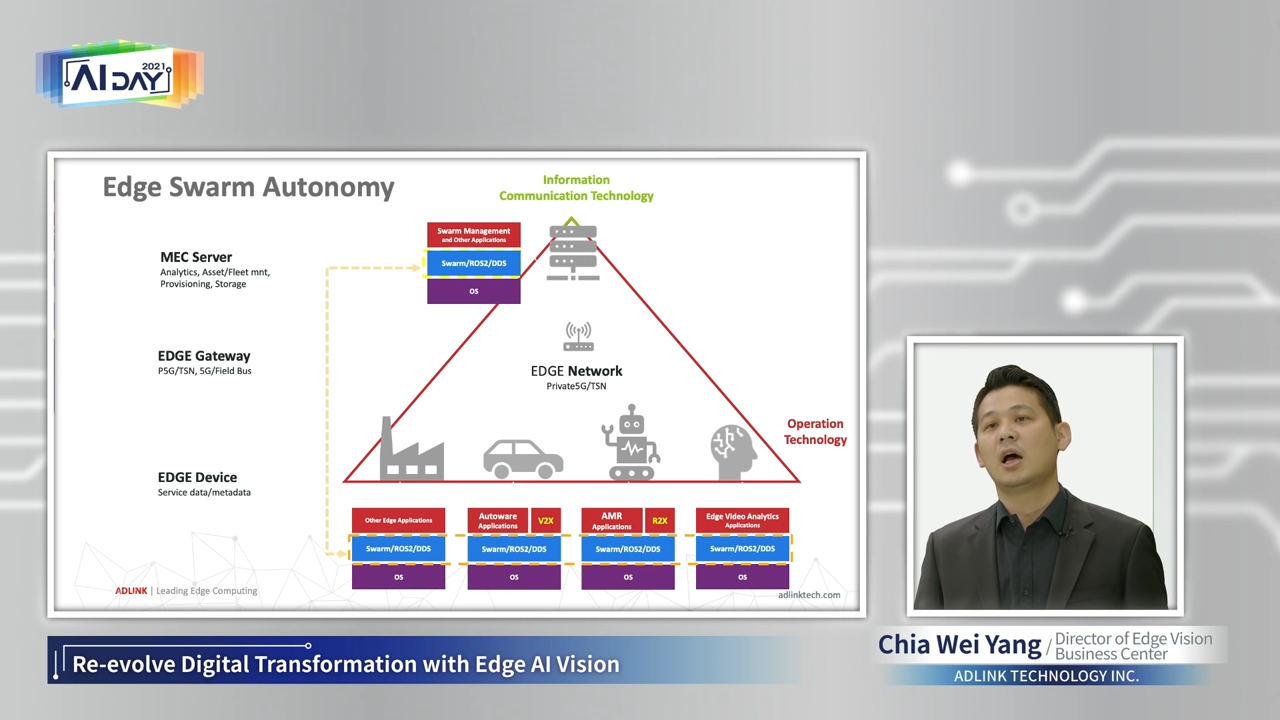 2021
AI DAY
Edge Swarm Autonomy
Information
Communication Technology
Swarm Management
and Other Applications
Swarm/ROS2/DDS
OS
MEC Server
Analytics, Asset/Fleet mnt,
Provisioning, Storage
EDGE Gateway
P5G/TSN, 5G/Field Bus
EDGE Network
Private5G/TSN
Operation
Technology
EDGE Device
Service data/metadata
Other Edge Applications
Swarm/ROS2/DDS
OS
Autoware
Applications
V2X
Swarm/ROS2/DDS
OS
AMR
Applications
R2X
Swarm/ROS2/DDS
OS
Edge Video Analytics
Applications
Swarm/ROS2/DDS
OS
ADLINK | Leading Edge Computing
adlinktech.com
Re-evolve Digital Transformation with Edge AI Vision
Chia Wei Yang / Director of Edge Vision
Business Center
ADLINK TECHNOLOGY INC.